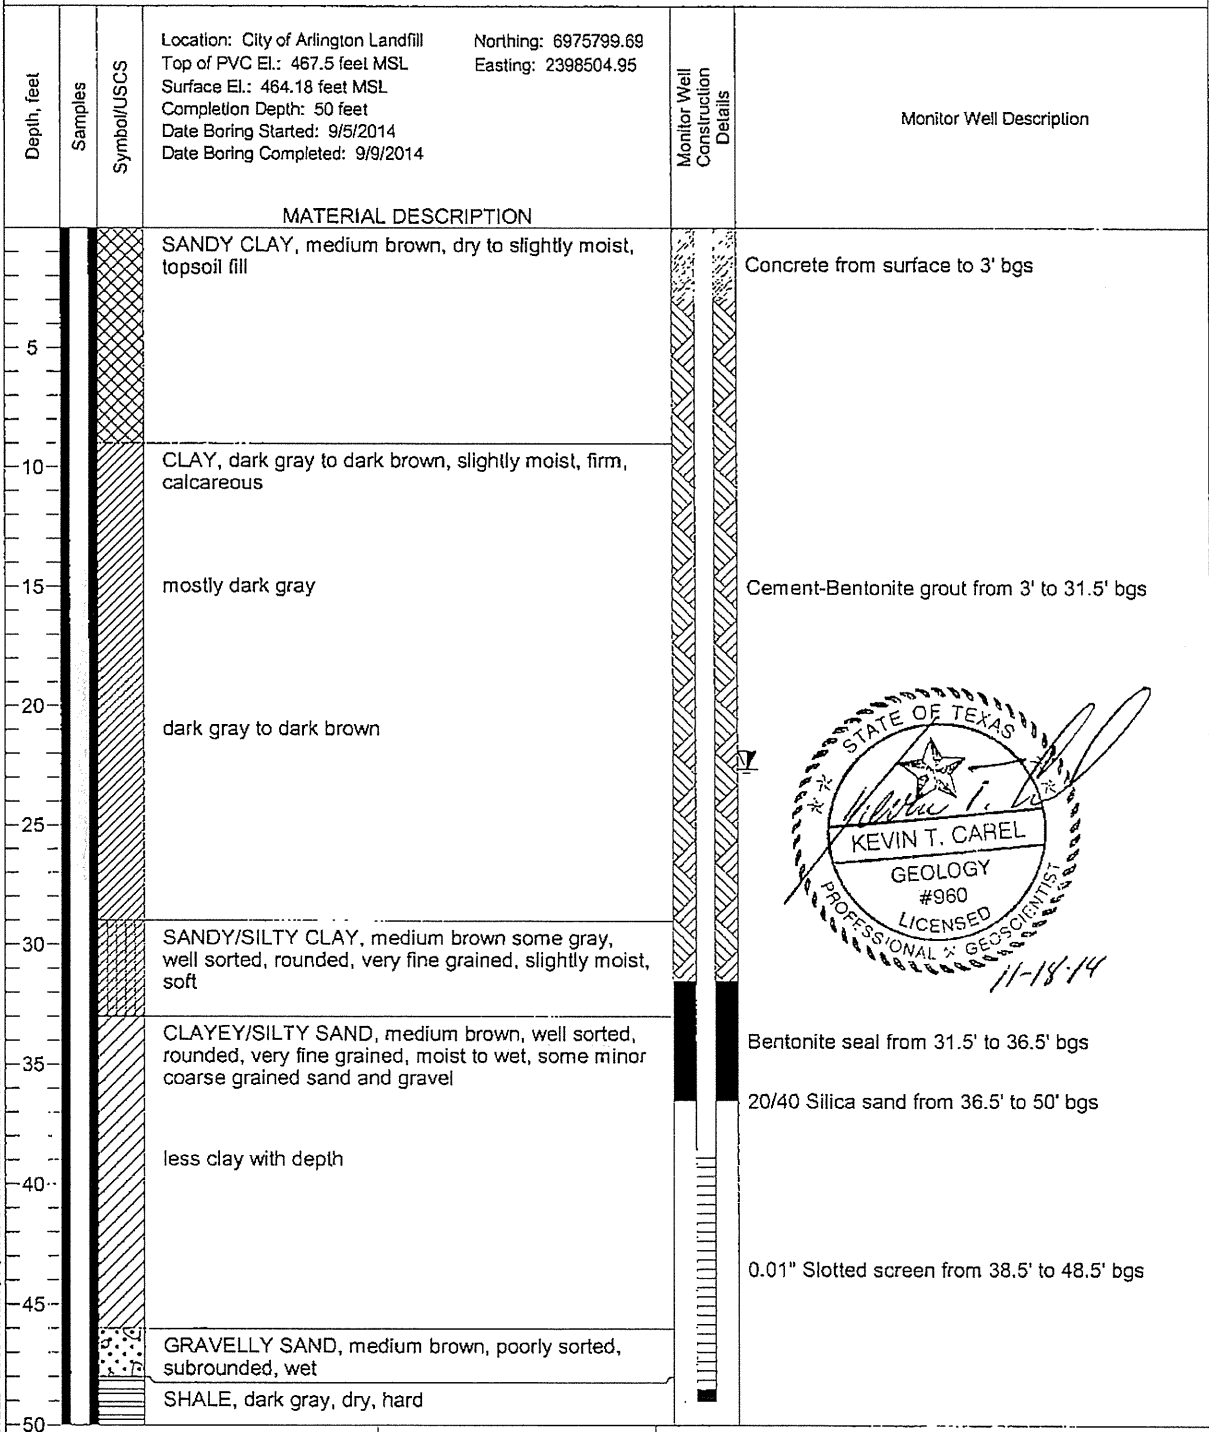 Depth, feet
Samples
Symbol/USCS
Location: City of Arlington Landfill
Northing: 6975799.69
Top of PVC El.: 467.5 feet MSL
Easting: 2398504.95
Surface El.: 464.18 feet MSL
Completion Depth: 50 feet
Date Boring Started: 9/5/2014
Date Boring Completed: 9/9/2014
MATERIAL DESCRIPTION
Monitor Well
Construction
Details
Monitor Well Description
SANDY CLAY, medium brown, dry to slightly moist,
topsoil fill
Concrete from surface to 3' bgs
5
10
CLAY, dark gray to dark brown, slightly moist, firm,
calcareous
15
mostly dark gray
Cement-Bentonite grout from 3' to 31.5' bgs
20
dark gray to dark brown
25
STATE OF TEXAS
KEVIN T. CAREL
GEOLOGY
#960
LICENSED
PROFESSIONAL GEOSCIENTIST
11-18-14
30
SANDY/SILTY CLAY, medium brown some gray,
well sorted, rounded, very fine grained, slightly moist,
soft
CLAYEY/SILTY SAND, medium brown, well sorted,
rounded, very fine grained, moist to wet, some minor
coarse grained sand and gravel
35
Bentonite seal from 31.5' to 36.5' bgs
20/40 Silica sand from 36.5' to 50' bgs
less clay with depth
40
0.01" Slotted screen from 38.5' to 48.5' bgs
45
GRAVELLY SAND, medium brown, poorly sorted,
subrounded, wet
SHALE, dark gray, dry, hard
50